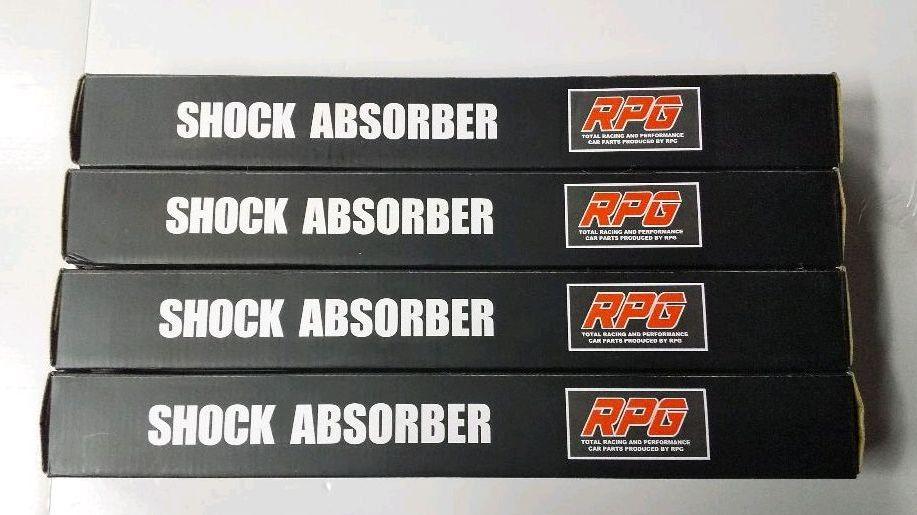 SHOCK ABSORBER
RPG
TOTAL RACING AND PERFORMANCE
CAR PARTS PRODUCED BY RPG
SHOCK ABSORBER
RPG
TOTAL RACING AND PERFORMANCE
CAR PARTS PRODUCED BY RPG
SHOCK ABSORBER
RPG
TOTAL RACING AND PERFORMANCE
CAR PARTS PRODUCED BY RPG
SHOCK ABSORBER
RPG
TOTAL RACING AND PERFORMANCE
CAR PARTS PRODUCED BY RPG